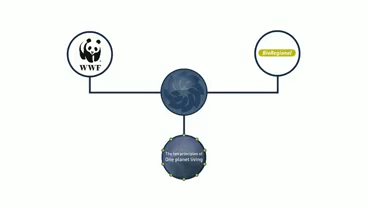 WWF
BioRegional
The ten principles of
One planet living